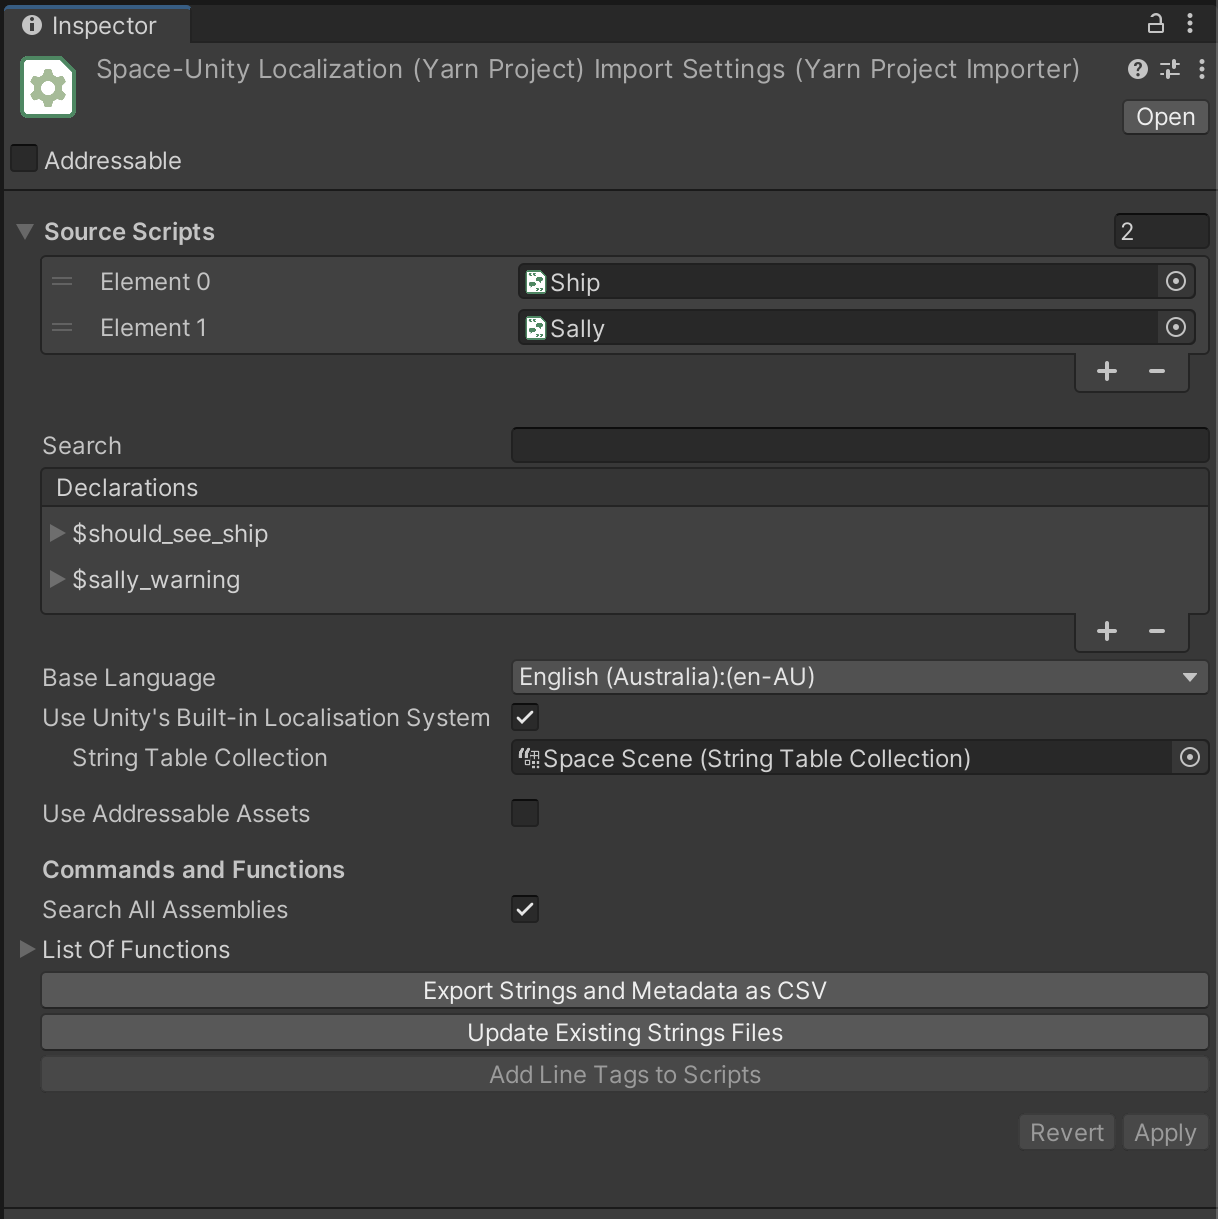 Inspector
Space-Unity Localization (Yarn Project) Import Settings (Yarn Project Importer)
Open
Addressable
Source Scripts 2
Element 0 Ship
Element 1 Sally
Search
Declarations
$should_see_ship
$sally_warning
Base Language English (Australia):(en-AU)
Use Unity's Built-in Localisation System
String Table Collection Space Scene (String Table Collection)
Use Addressable Assets
Commands and Functions
Search All Assemblies
List Of Functions
Export Strings and Metadata as CSV
Update Existing Strings Files
Add Line Tags to Scripts
Revert Apply